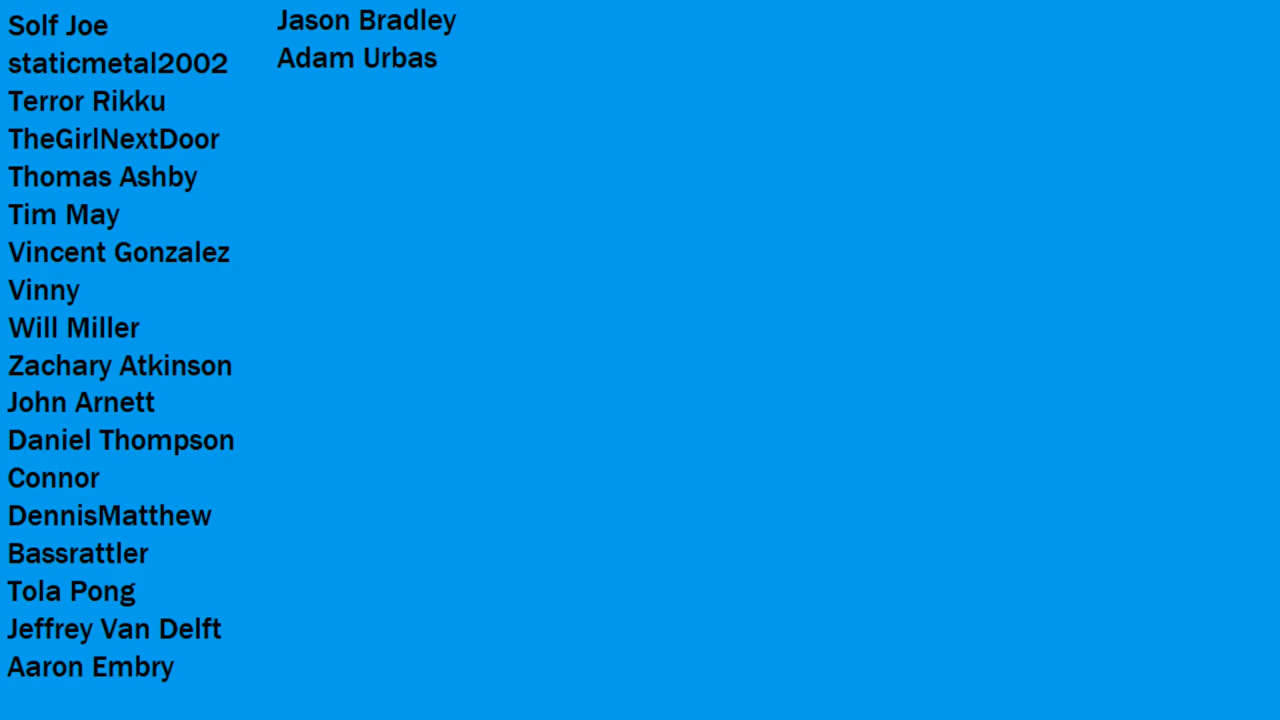 Solf Joe
staticmetal2002
Terror Rikku
TheGirlNextDoor
Thomas Ashby
Tim May
Vincent Gonzalez
Vinny
Will Miller
Zachary Atkinson
John Arnett
Daniel Thompson
Connor
DennisMatthew
Bassrattler
Tola Pong
Jeffrey Van Delft
Aaron Embry
Jason Bradley
Adam Urbas